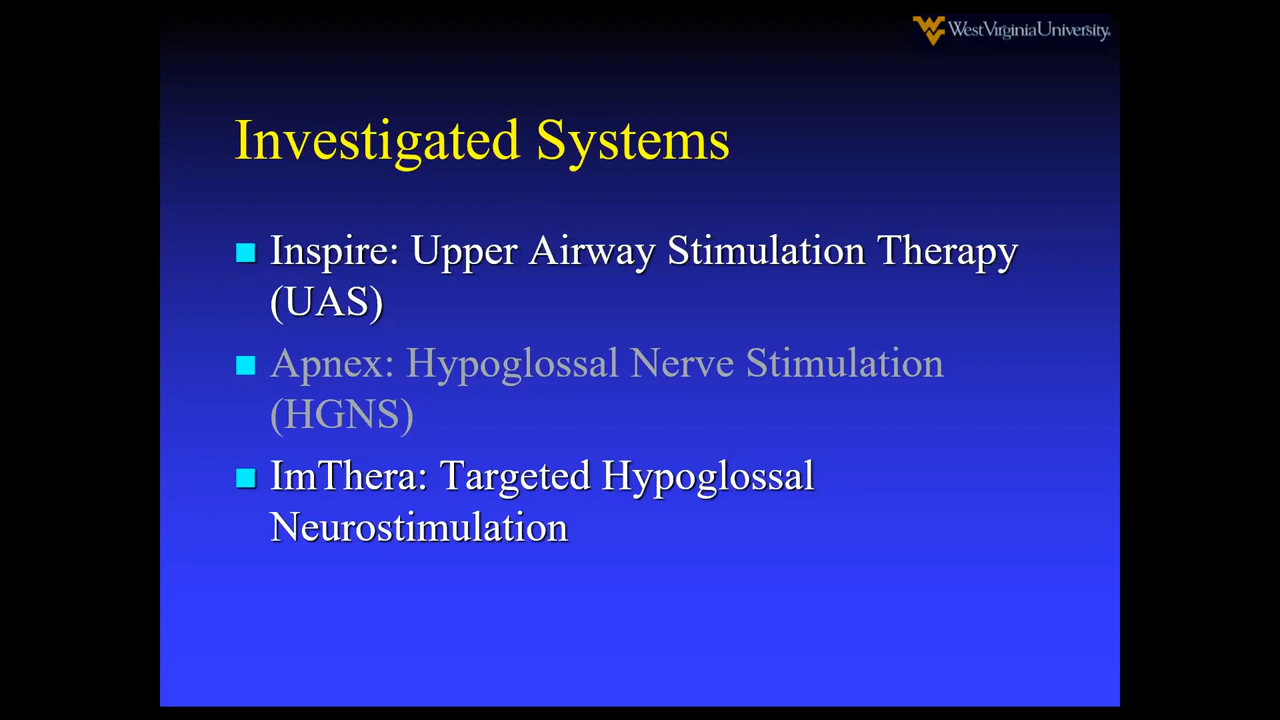 WestVirginiaUniversity.
Investigated Systems
Inspire: Upper Airway Stimulation Therapy
(UAS)
Apnex: Hypoglossal Nerve Stimulation
(HGNS)
ImThera: Targeted Hypoglossal
Neurostimulation